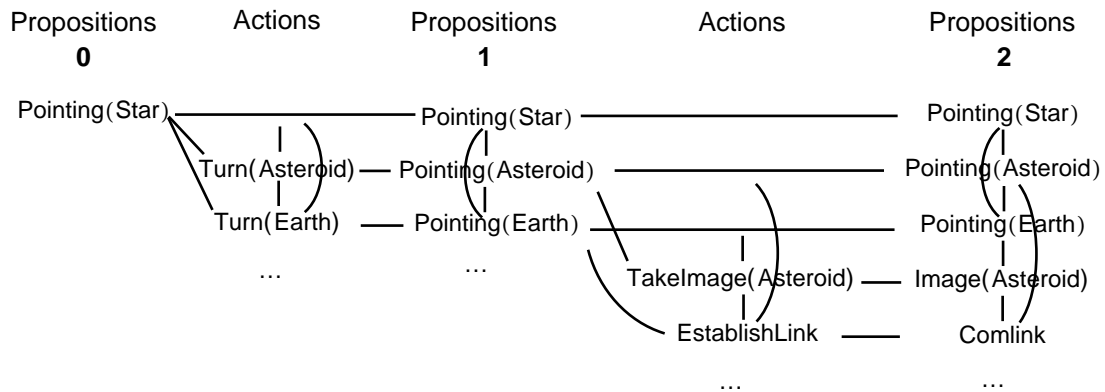 Propositions Actions Propositions Actions Propositions
0 1 2
Pointing(Star) Pointing(Star) Pointing(Star)
Turn(Asteroid) Pointing(Asteroid) Pointing(Asteroid)
Turn(Earth) Pointing(Earth) Pointing(Earth)
... ... TakeImage(Asteroid) Image(Asteroid)
EstablishLink Comlink
... ...